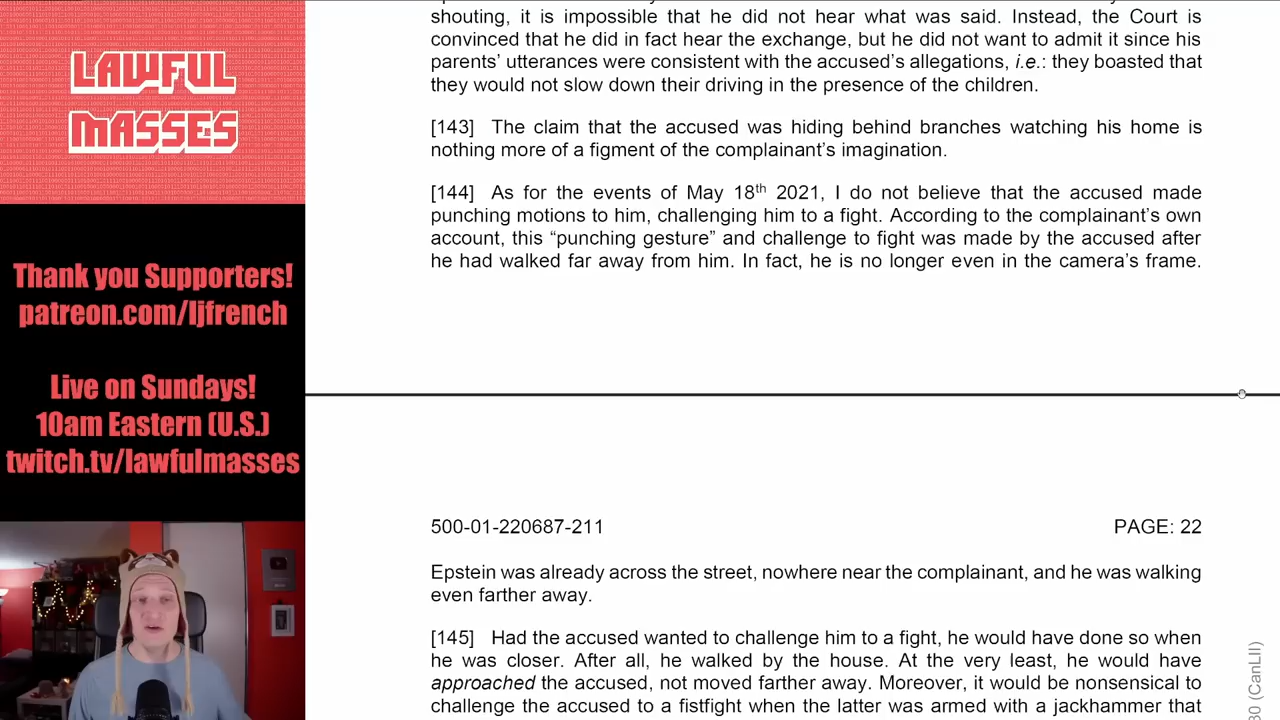 LAWFUL
MASSES
Thank you Supporters!
patreon.com/ljfrench
Live on Sundays!
10am Eastern (U.S.)
twitch.tv/lawfulmasses
shouting, it is impossible that he did not hear what was said. Instead, the Court is
convinced that he did in fact hear the exchange, but he did not want to admit it since his
parents' utterances were consistent with the accused's allegations, i.e.: they boasted that
they would not slow down their driving in the presence of the children.
[143] The claim that the accused was hiding behind branches watching his home is
nothing more of a figment of the complainant's imagination.
[144] As for the events of May 18th 2021, I do not believe that the accused made
punching motions to him, challenging him to a fight. According to the complainant's own
account, this “punching gesture” and challenge to fight was made by the accused after
he had walked far away from him. In fact, he is no longer even in the camera's frame.
500-01-220687-211 PAGE: 22
Epstein was already across the street, nowhere near the complainant, and he was walking
even farther away.
[145] Had the accused wanted to challenge him to a fight, he would have done so when
he was closer. After all, he walked by the house. At the very least, he would have
approached the accused, not moved farther away. Moreover, it would be nonsensical to
challenge the accused to a fistfight when the latter was armed with a jackhammer that
30 (CanLII)